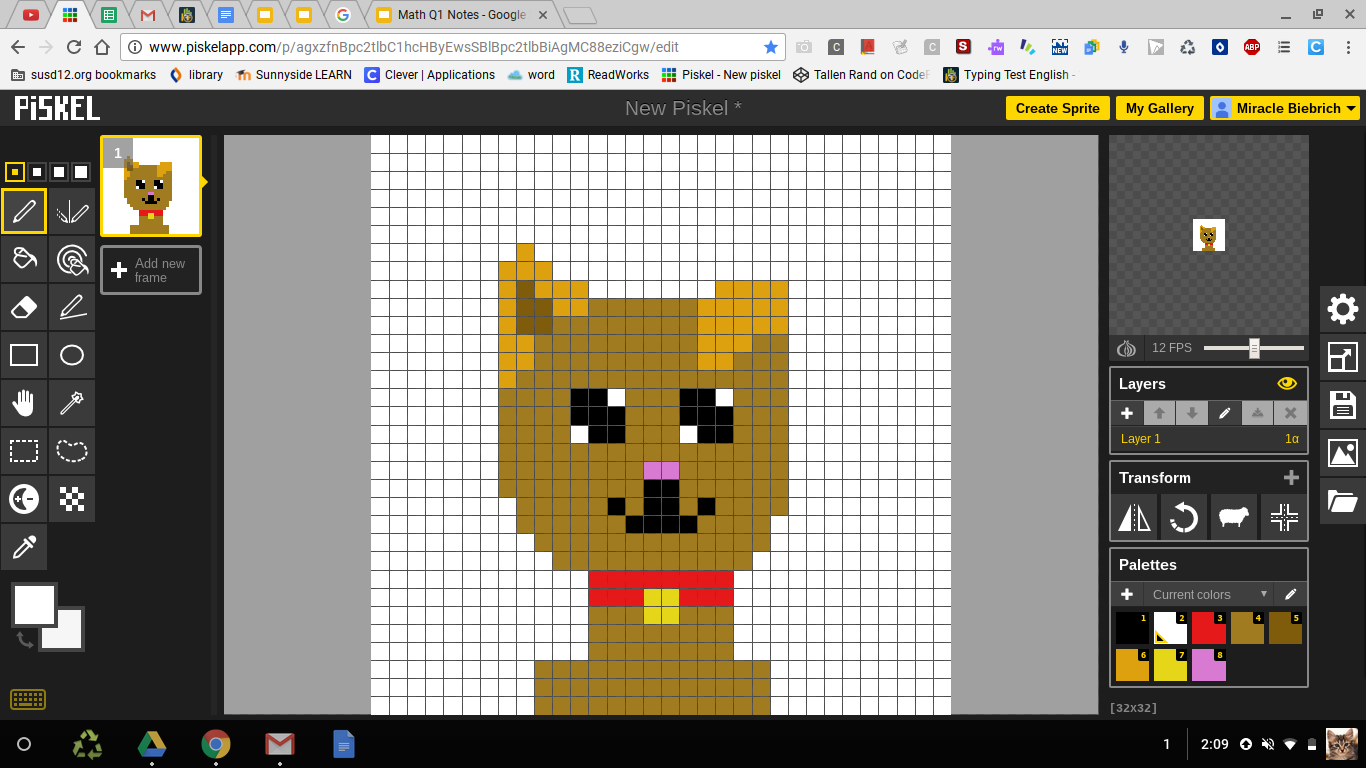 Math Q1 Notes - Google
www.piskelapp.com/p/agxzfnBpc2tlbC1hcHByEwsSBlBpc2tlbBiAgMC88eziCgw/edit
susd12.org bookmarks library Sunnyside LEARN Clever | Applications word ReadWorks Piskel - New piskel Tallen Rand on CodeF Typing Test English -
PiSKEL New Piskel * Create Sprite My Gallery Miracle Biebrich
1
Add new
frame
12 FPS
Layers
Layer 1 1α
Transform
Palettes
Current colors
1 2 3 4 5
6 7 8
[32x32]
1 2:09